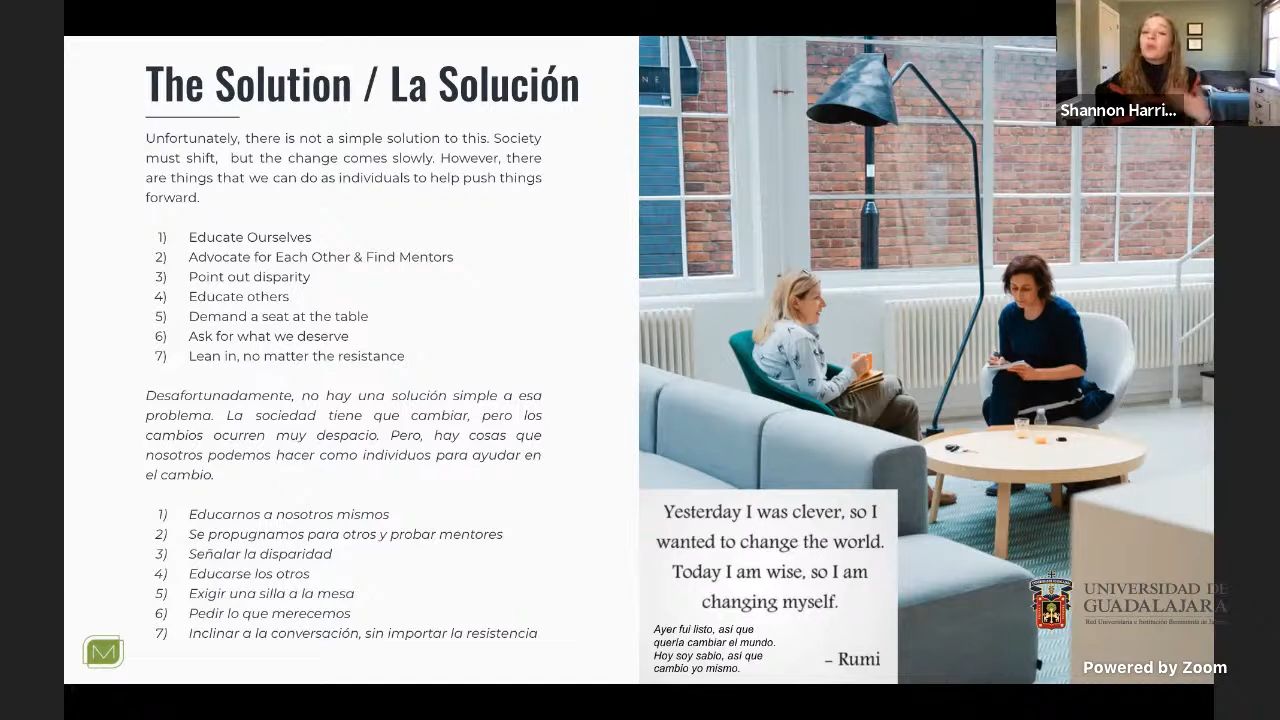 The Solution / La Solución
Unfortunately, there is not a simple solution to this. Society
must shift, but the change comes slowly. However, there
are things that we can do as individuals to help push things
forward.
1) Educate Ourselves
2) Advocate for Each Other & Find Mentors
3) Point out disparity
4) Educate others
5) Demand a seat at the table
6) Ask for what we deserve
7) Lean in, no matter the resistance
Desafortunadamente, no hay una solución simple a esa
problema. La sociedad tiene que cambiar, pero los
cambios ocurren muy despacio. Pero, hay cosas que
nosotros podemos hacer como individuos para ayudar en
el cambio.
1) Educarnos a nosotros mismos
2) Se propugnamos para otros y probar mentores
3) Señalar la disparidad
4) Educarse los otros
5) Exigir una silla a la mesa
6) Pedir lo que merecemos
7) Inclinar a la conversación, sin importar la resistencia
Yesterday I was clever, so I
wanted to change the world.
Today I am wise, so I am
changing myself.
Ayer fui listo, así que
quería cambiar el mundo.
Hoy soy sabio, así que
cambio yo mismo.
– Rumi
Shannon Harri...
UNIVERSIDAD DE
GUADALAJARA
Red Universitaria e Institución Benemérita de Jalisco
Powered by Zoom